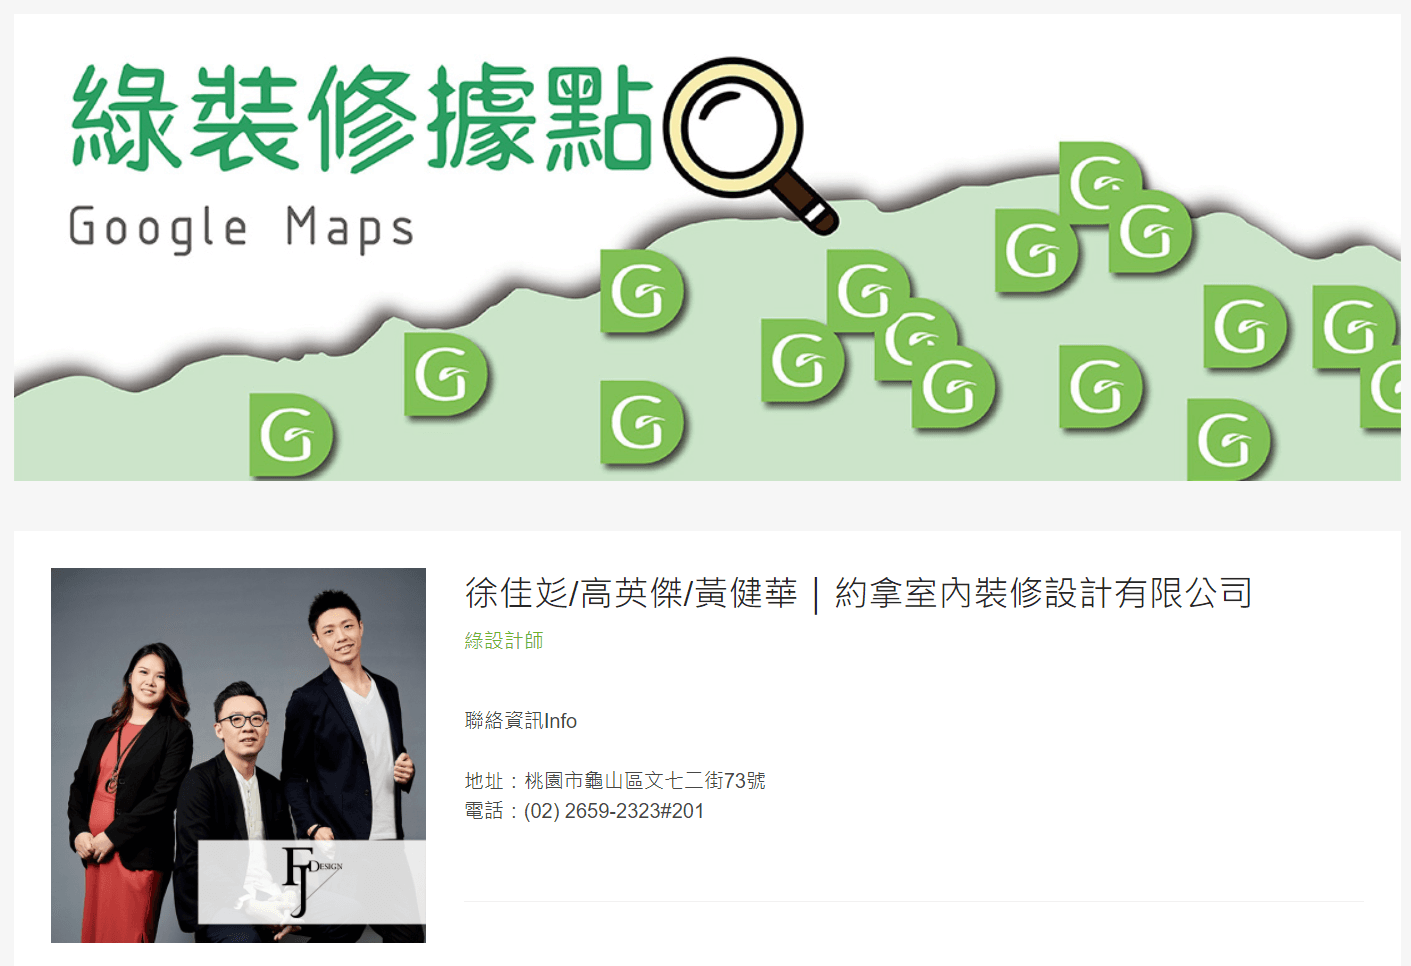 綠裝修據點
Google Maps
徐佳彣/高英傑/黃健華｜約拿室內裝修設計有限公司
綠設計師
聯絡資訊Info
地址：桃園市龜山區文七二街73號
電話：(02) 2659-2323#201
FJ DESIGN